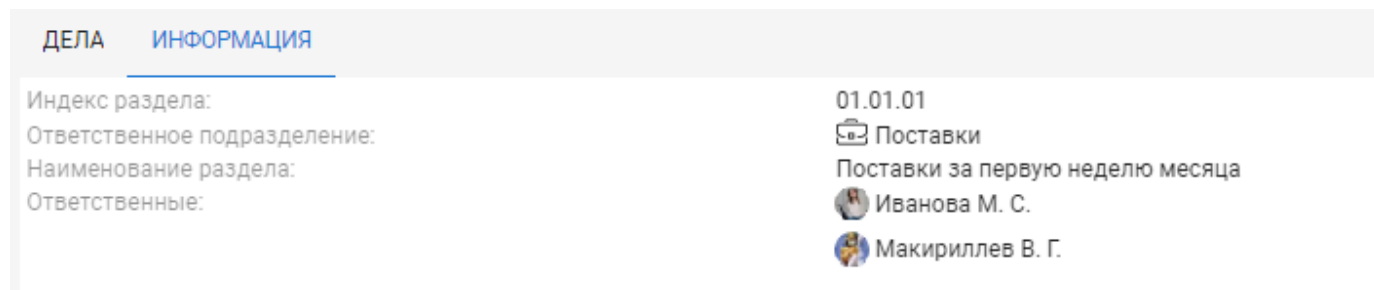 ДЕЛА ИНФОРМАЦИЯ
Индекс раздела: 01.01.01
Ответственное подразделение: Поставки
Наименование раздела: Поставки за первую неделю месяца
Ответственные: Иванова М. С.
Макириллев В. Г.